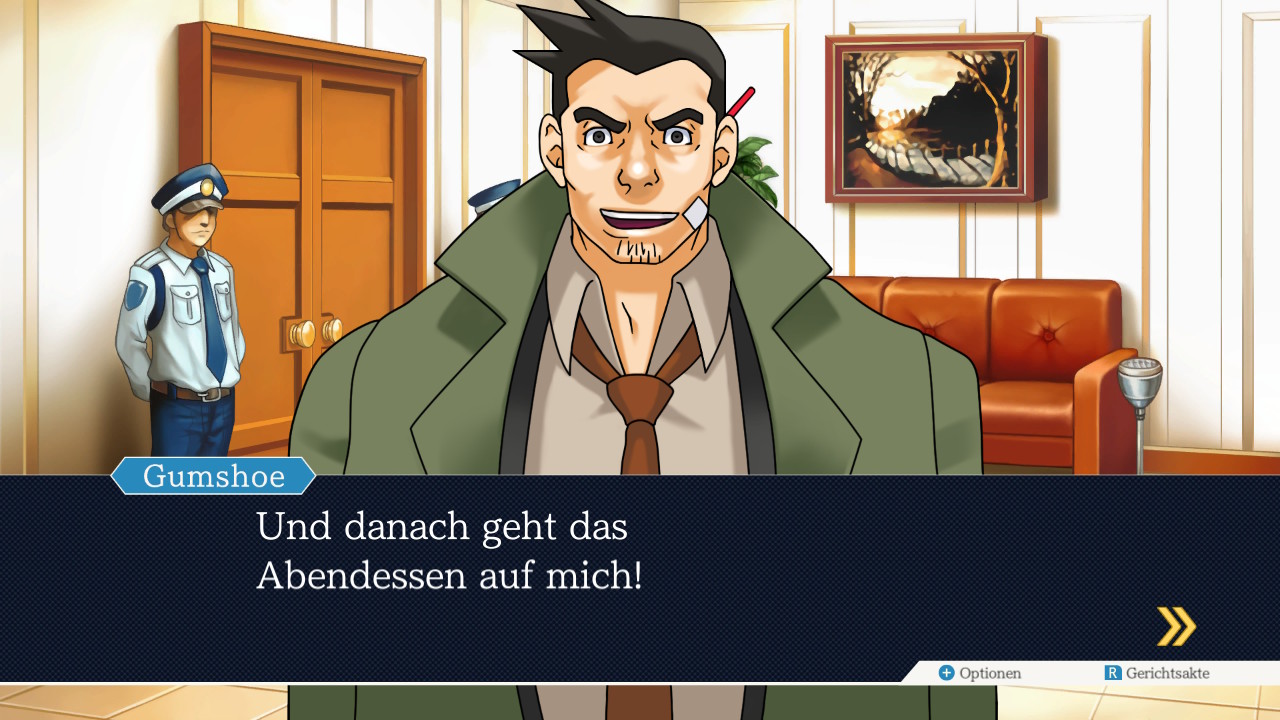 Gumshoe
Und danach geht das
Abendessen auf mich!
+ Optionen
R Gerichtsakte